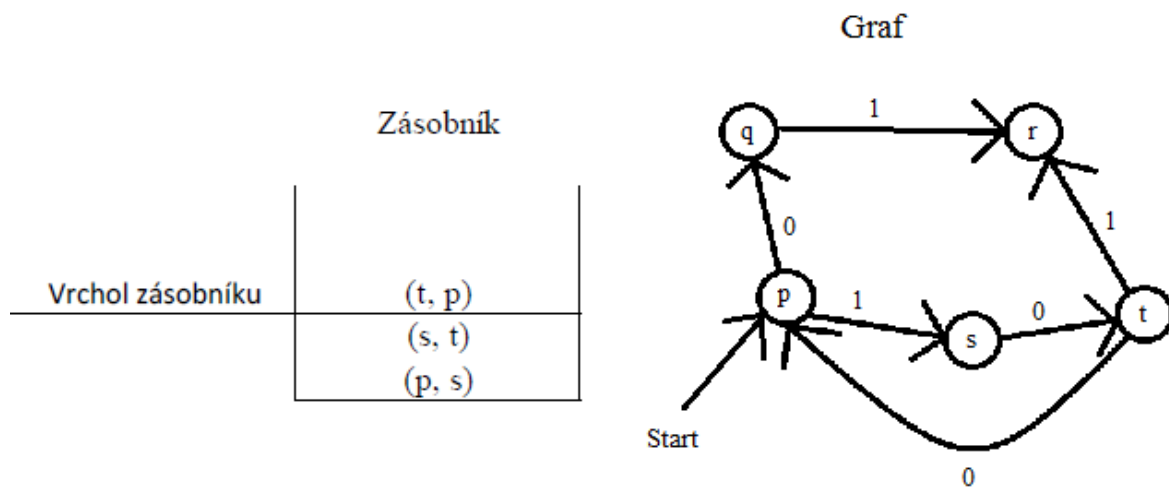 Zásobník
Vrchol zásobníku
(t, p)
(s, t)
(p, s)
Graf
q
1
r
0
1
p
1
s
0
t
Start
0